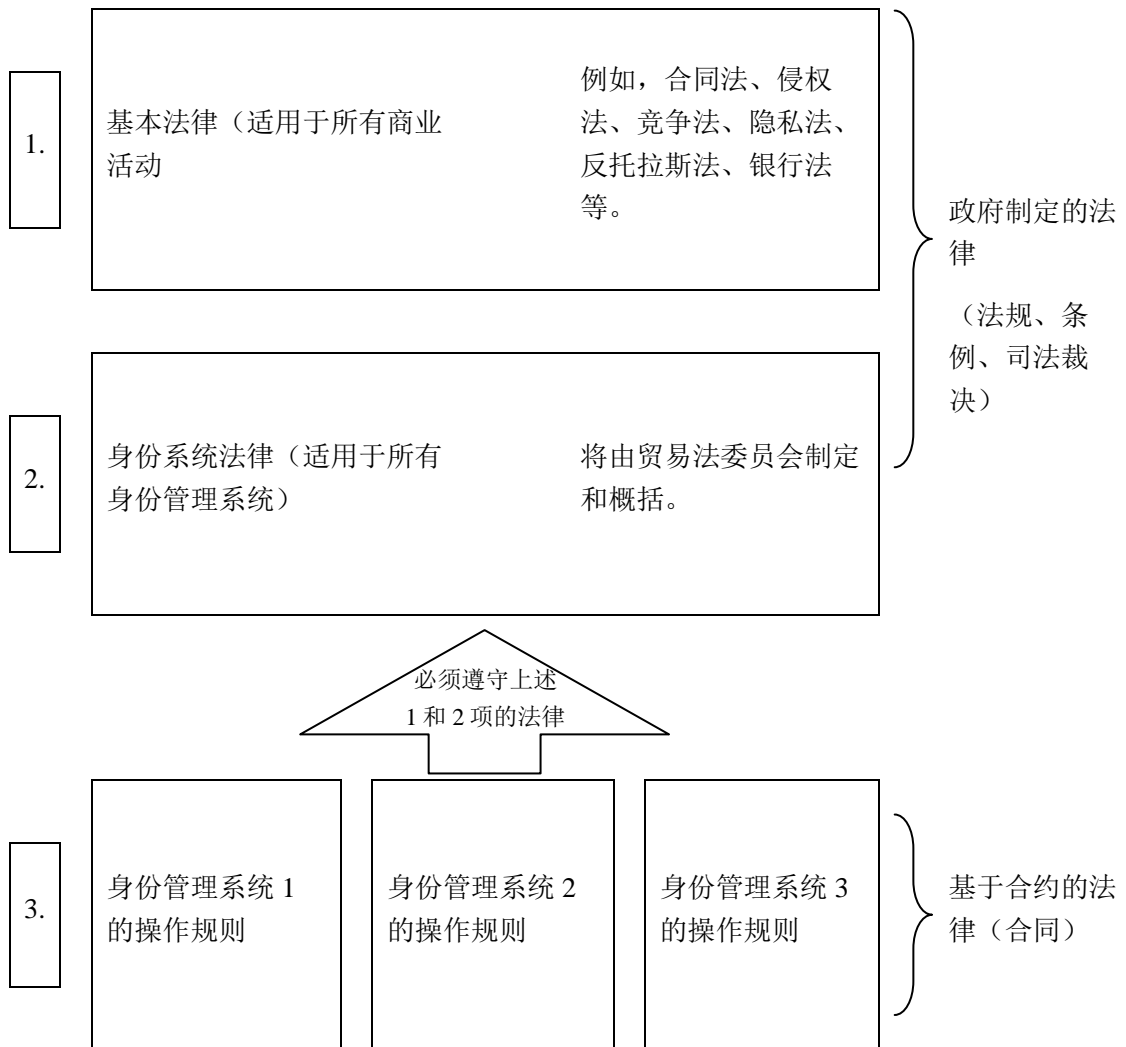 1.
基本法律（适用于所有商业
活动
例如，合同法、侵权
法、竞争法、隐私法、
反托拉斯法、银行法
等。
政府制定的法
律
（法规、条
例、司法裁
决）
2.
身份系统法律（适用于所有
身份管理系统）
将由贸易法委员会制定
和概括。
必须遵守上述
1 和 2 项的法律
3.
身份管理系统 1
的操作规则
身份管理系统 2
的操作规则
身份管理系统 3
的操作规则
基于合约的法
律（合同）